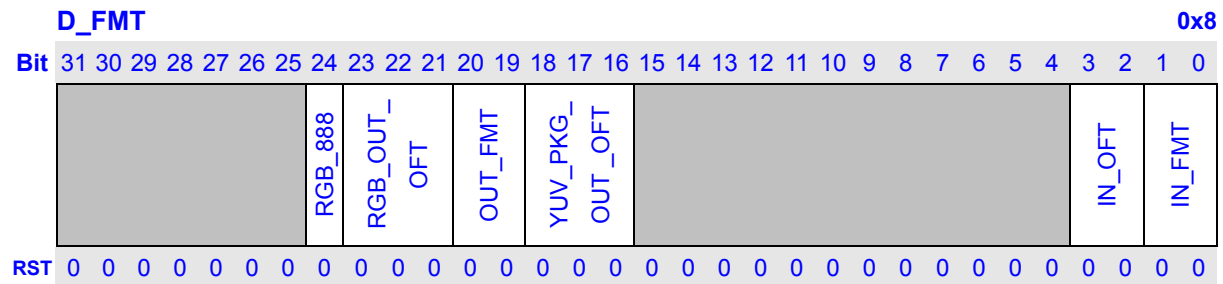 D_FMT 0x8
Bit 31 30 29 28 27 26 25 24 23 22 21 20 19 18 17 16 15 14 13 12 11 10 9 8 7 6 5 4 3 2 1 0
RGB_888
RGB_OUT_
OFT
OUT_FMT
YUV_PKG_
OUT _OFT
IN_OFT
IN_FMT
RST 0 0 0 0 0 0 0 0 0 0 0 0 0 0 0 0 0 0 0 0 0 0 0 0 0 0 0 0 0 0 0 0